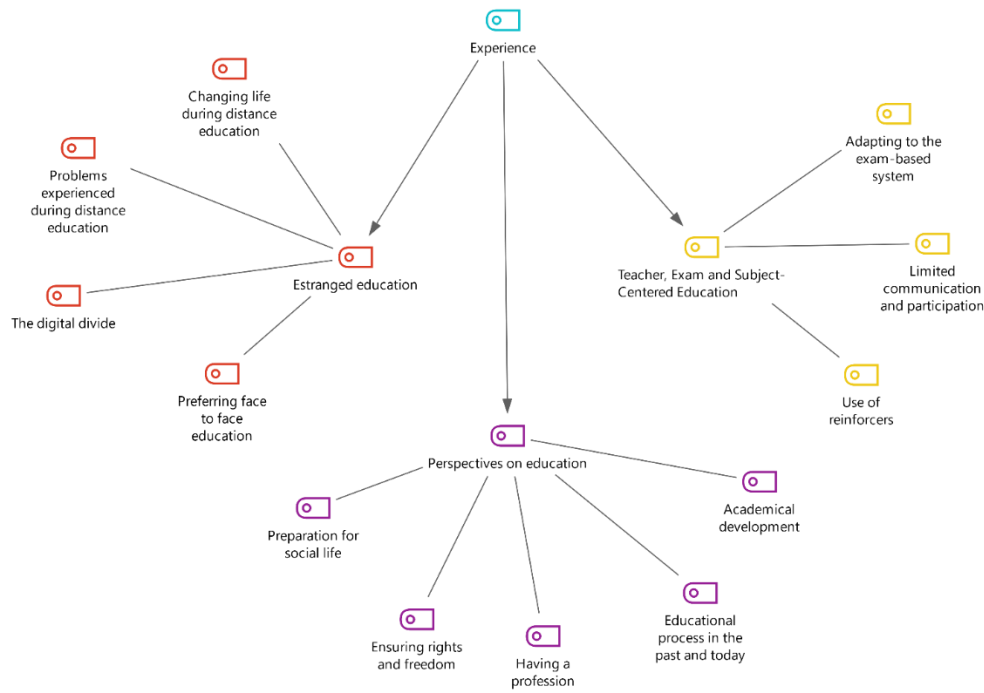 Experience
Changing life
during distance
education
Problems
experienced
during distance
education
Estranged education
The digital divide
Preferring face
to face
education
Adapting to the
exam-based
system
Teacher, Exam and Subject-
Centered Education
Limited
communication
and participation
Use of
reinforcers
Perspectives on education
Preparation for
social life
Academical
development
Ensuring rights
and freedom
Having a
profession
Educational
process in the
past and today